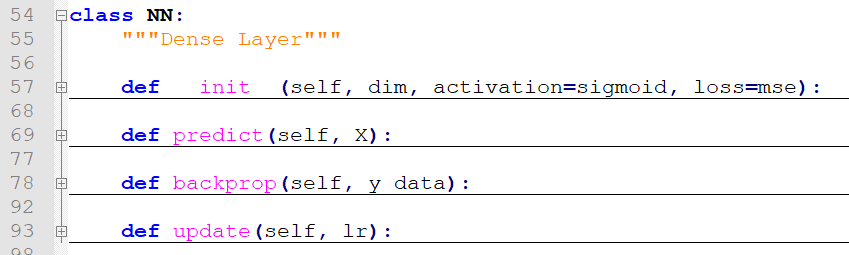 54 class NN:
55 """Dense Layer"""
56
57 def __init__(self, dim, activation=sigmoid, loss=mse):
68
69 def predict(self, X):
77
78 def backprop(self, y_data):
92
93 def update(self, lr):
98